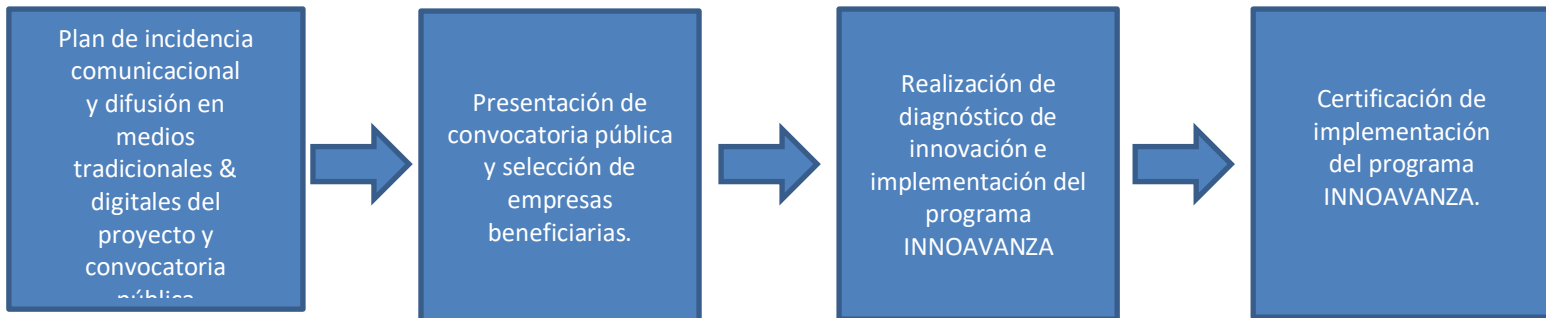 Plan de incidencia
comunicacional
y difusión en
medios
tradicionales &
digitales del
proyecto y
convocatoria
pública
Presentación de
convocatoria pública
y selección de
empresas
beneficiarias.
Realización de
diagnóstico de
innovación e
implementación del
programa
INNOAVANZA
Certificación de
implementación
del programa
INNOAVANZA.